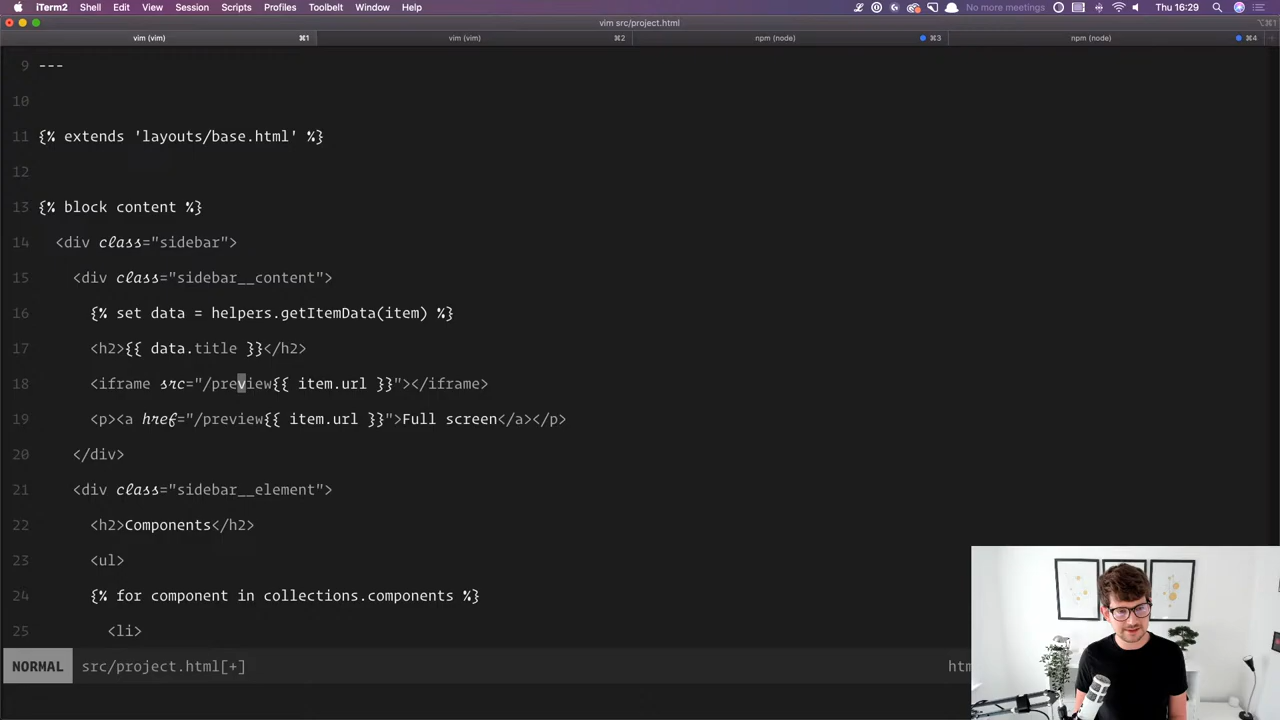 iTerm2 Shell Edit View Session Scripts Profiles Toolbelt Window Help No more meetings Thu 16:29
vim src/project.html ⌥⌘1
vim (vim) ⌘1 vim (vim) ⌘2 npm (node) ⌘3 npm (node) ⌘4
9 ---
10
11 {% extends 'layouts/base.html' %}
12
13 {% block content %}
14 <div class="sidebar">
15 <div class="sidebar__content">
16 {% set data = helpers.getItemData(item) %}
17 <h2>{{ data.title }}</h2>
18 <iframe src="/preview{{ item.url }}"></iframe>
19 <p><a href="/preview{{ item.url }}">Full screen</a></p>
20 </div>
21 <div class="sidebar__element">
22 <h2>Components</h2>
23 <ul>
24 {% for component in collections.components %}
25 <li>
NORMAL src/project.html[+]